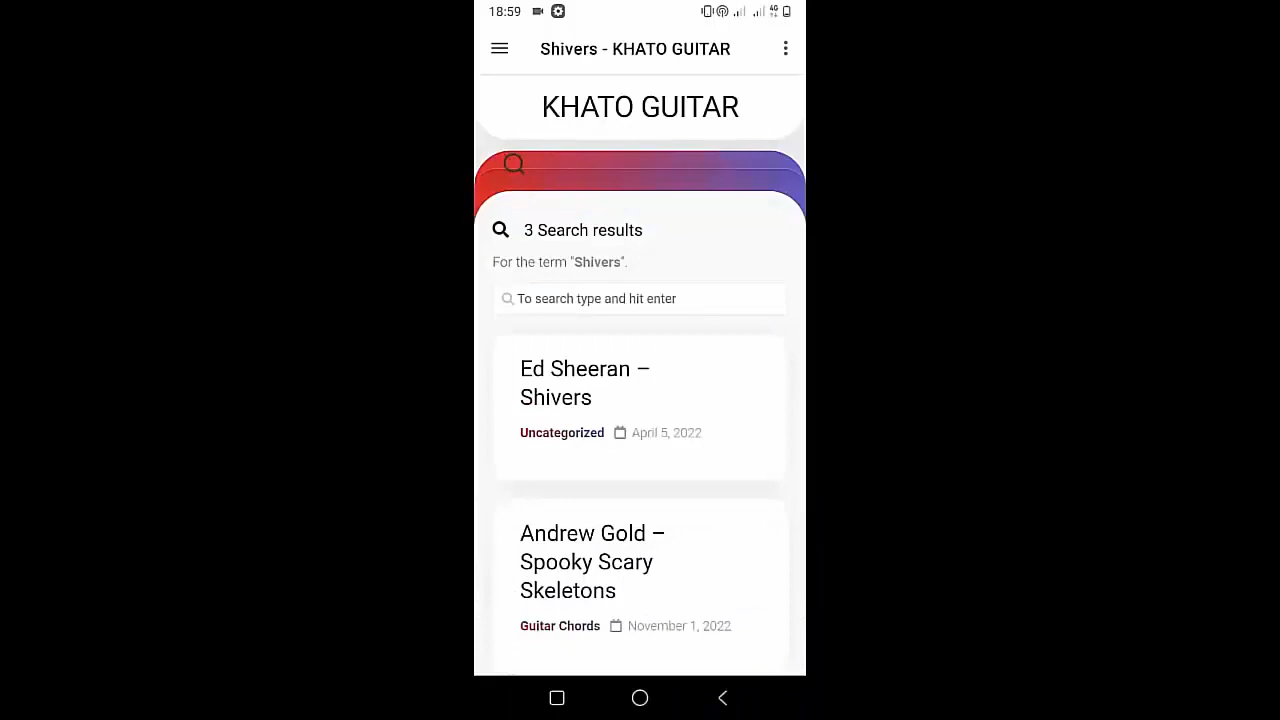 18:59
4G
Shivers - KHATO GUITAR
KHATO GUITAR
3 Search results
For the term "Shivers".
To search type and hit enter
Ed Sheeran –
Shivers
Uncategorized April 5, 2022
Andrew Gold –
Spooky Scary
Skeletons
Guitar Chords November 1, 2022